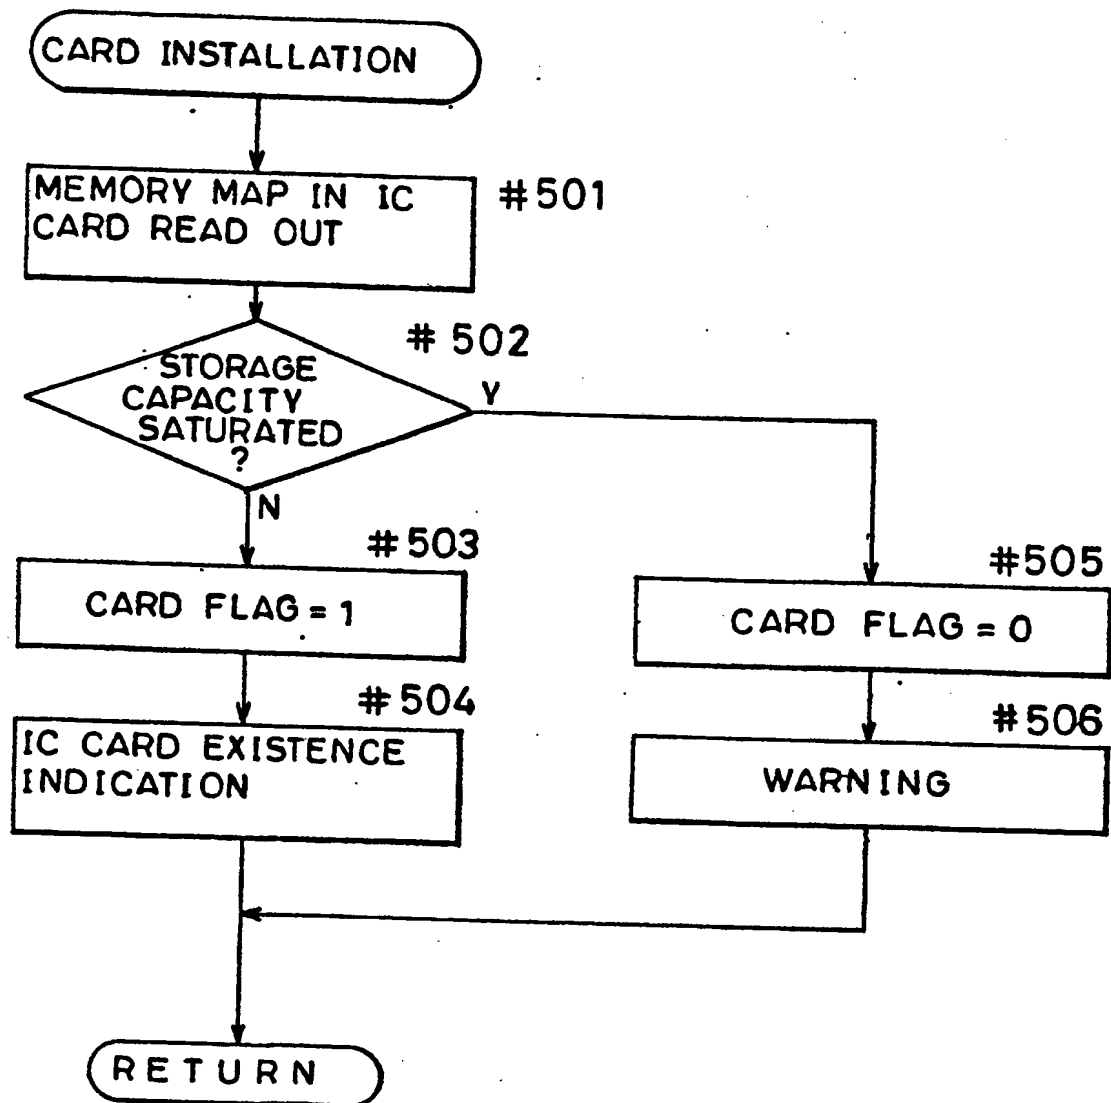 CARD INSTALLATION
MEMORY MAP IN IC
CARD READ OUT
#501
#502
STORAGE
CAPACITY
SATURATED
?
Y
N
#503
CARD FLAG = 1
#504
IC CARD EXISTENCE
INDICATION
#505
CARD FLAG = 0
#506
WARNING
RETURN